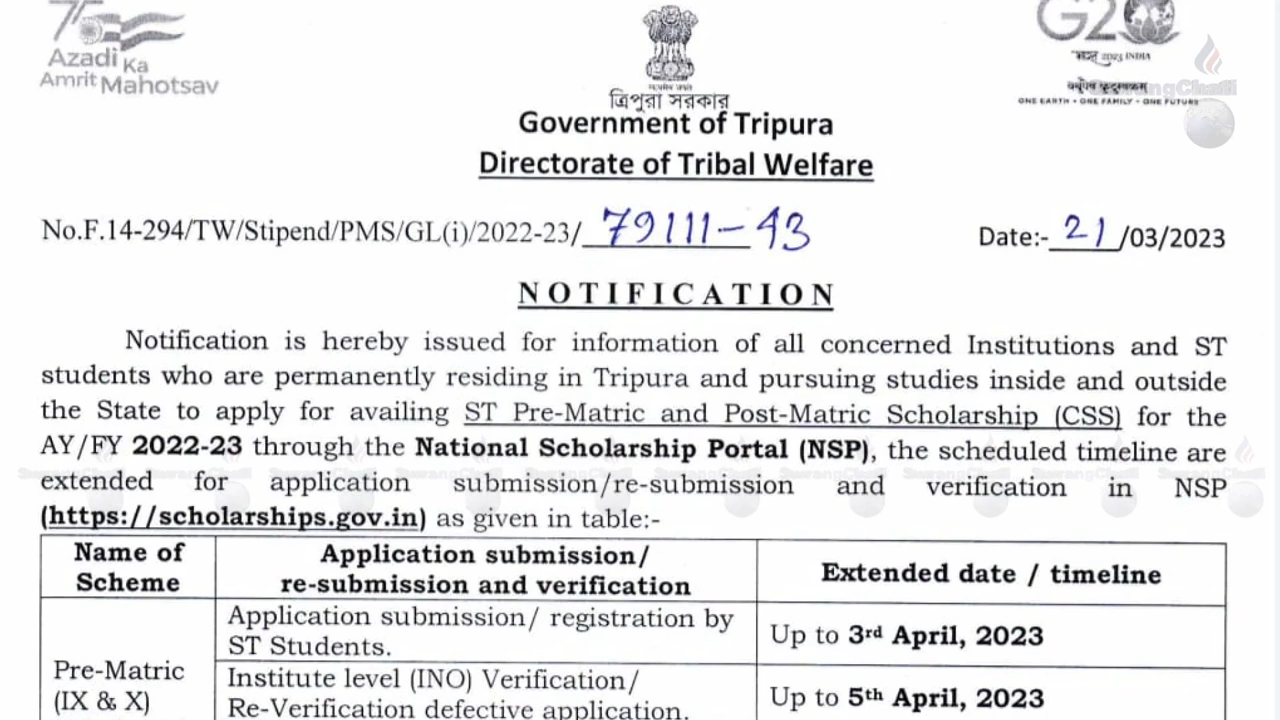 Azadi Ka
Amrit Mahotsav
G20
भारत 2023 INDIA
वसुधैव कुटुम्बकम्
ONE EARTH • ONE FAMILY • ONE FUTURE
ত্রিপুরা সরকার
Government of Tripura
Directorate of Tribal Welfare
No.F.14-294/TW/Stipend/PMS/GL(i)/2022-23/ 79111-43
Date:- 21 /03/2023
NOTIFICATION
Notification is hereby issued for information of all concerned Institutions and ST
students who are permanently residing in Tripura and pursuing studies inside and outside
the State to apply for availing ST Pre-Matric and Post-Matric Scholarship (CSS) for the
AY/FY 2022-23 through the National Scholarship Portal (NSP), the scheduled timeline are
extended for application submission/re-submission and verification in NSP
(https://scholarships.gov.in) as given in table:-
Name of
Scheme
Application submission/
re-submission and verification
Extended date / timeline
Pre-Matric
(IX & X)
Application submission/ registration by
ST Students.
Up to 3rd April, 2023
Institute level (INO) Verification/
Re-Verification defective application.
Up to 5th April, 2023